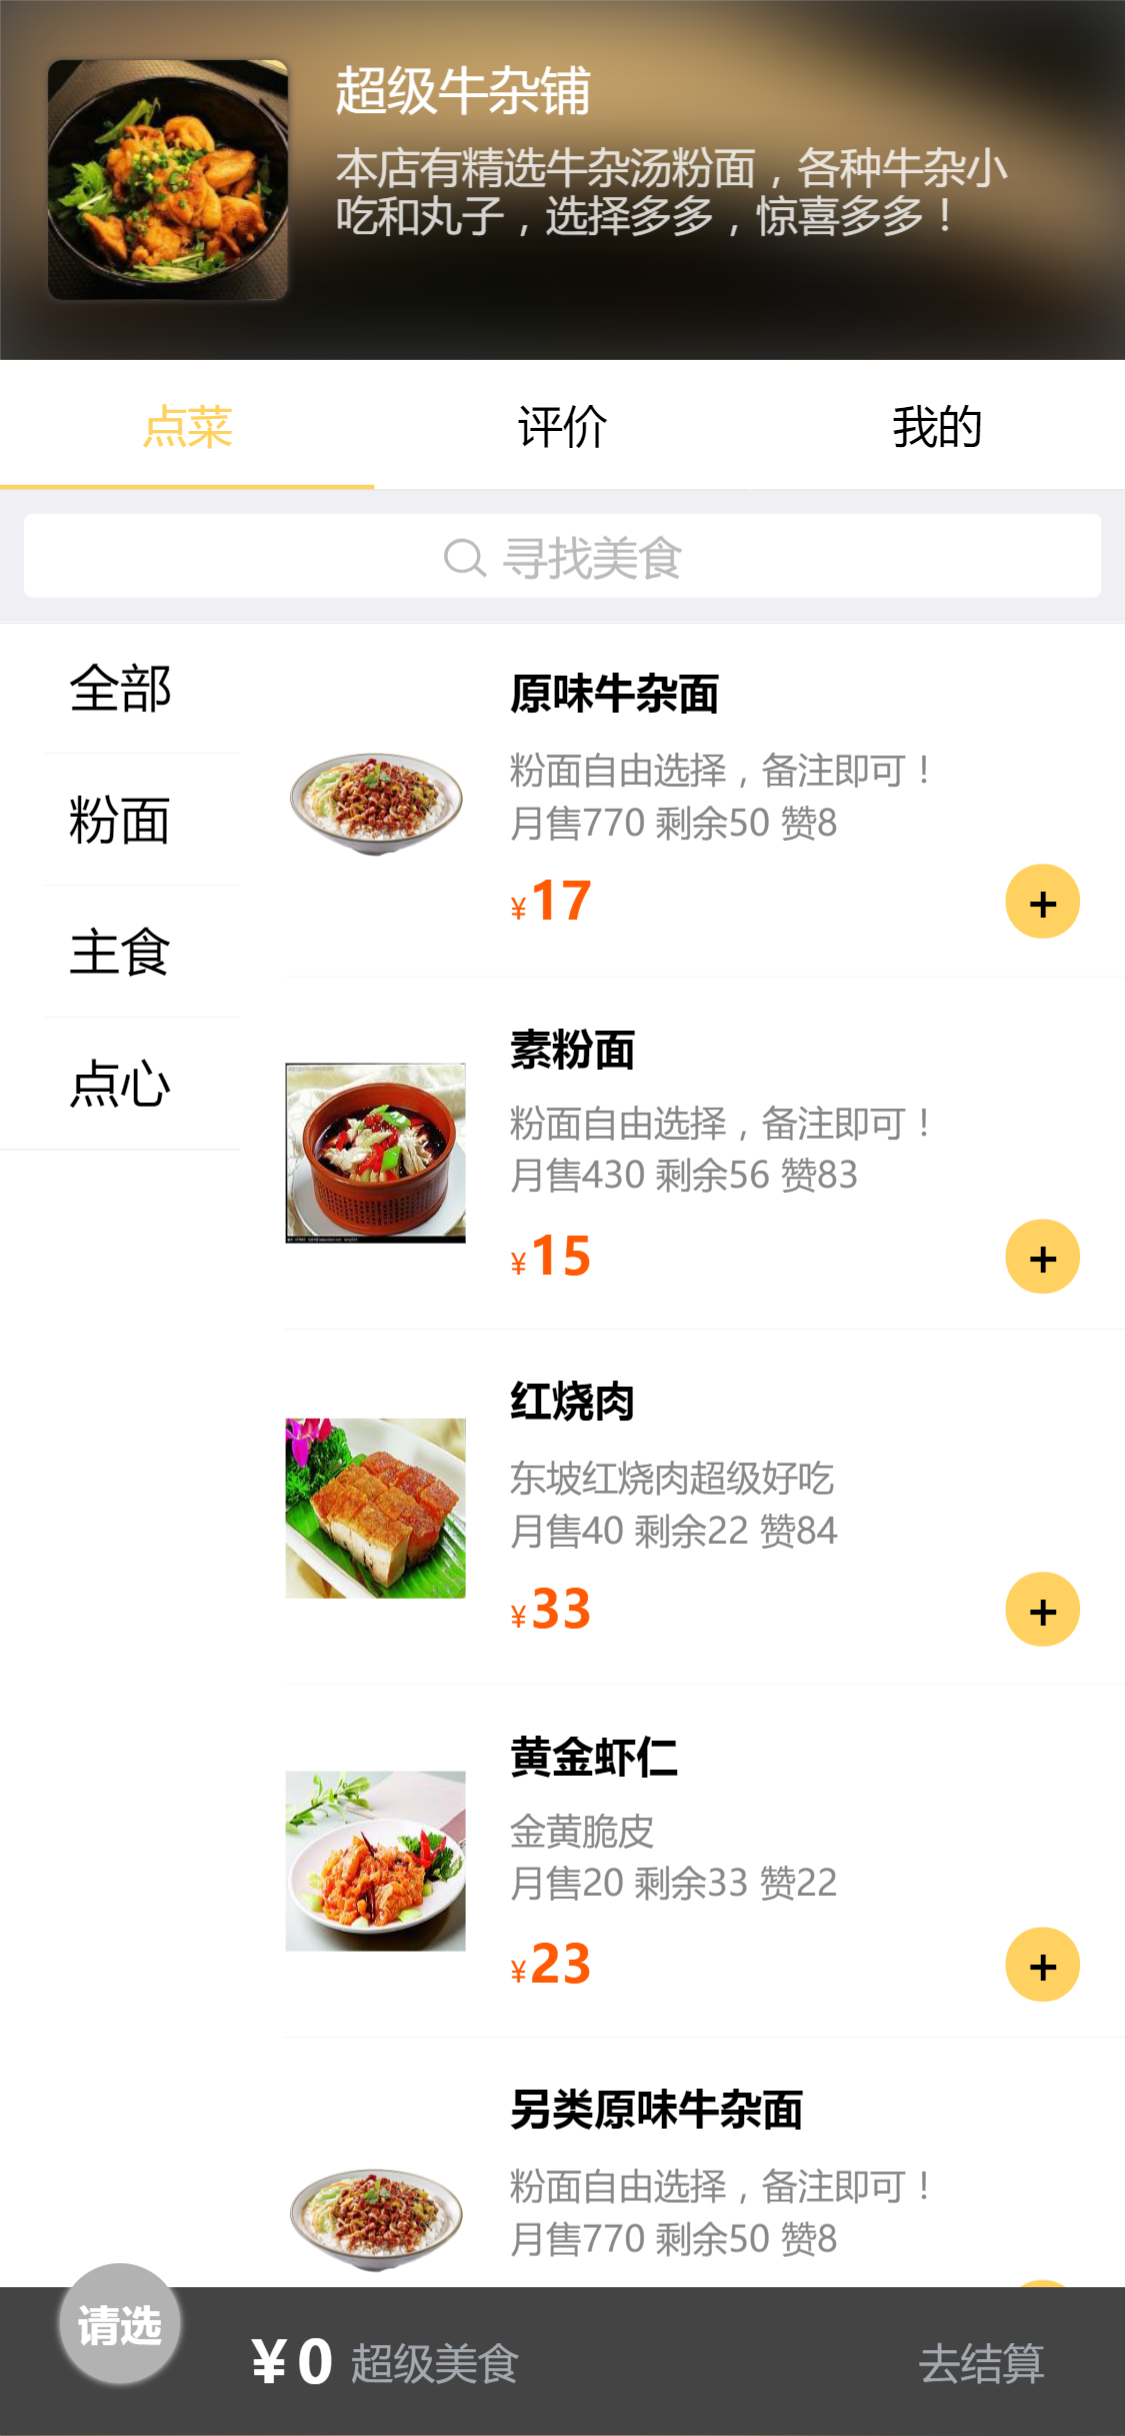 超级牛杂铺
本店有精选牛杂汤粉面，各种牛杂小
吃和丸子，选择多多，惊喜多多！
点菜
评价
我的
寻找美食
全部
粉面
主食
点心
原味牛杂面
粉面自由选择，备注即可！
月售770 剩余50 赞8
¥17
+
素粉面
粉面自由选择，备注即可！
月售430 剩余56 赞83
¥15
+
红烧肉
东坡红烧肉超级好吃
月售40 剩余22 赞84
¥33
+
黄金虾仁
金黄脆皮
月售20 剩余33 赞22
¥23
+
另类原味牛杂面
粉面自由选择，备注即可！
月售770 剩余50 赞8
请选
¥0 超级美食
去结算